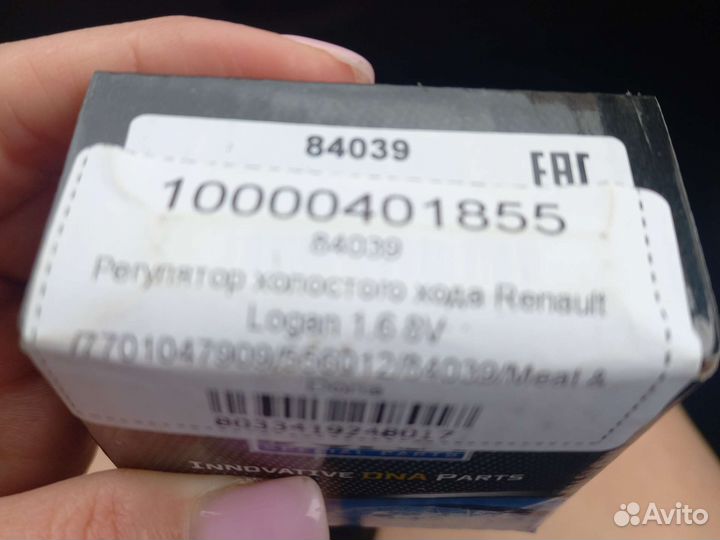 84039
EAC
10000401855
84039
Регулятор холостого хода Renault
Logan 1.6 8V
/7701047909/556012/84039/Meat &
Doria
8033419248017
INNOVATIVE DNA PARTS
Avito